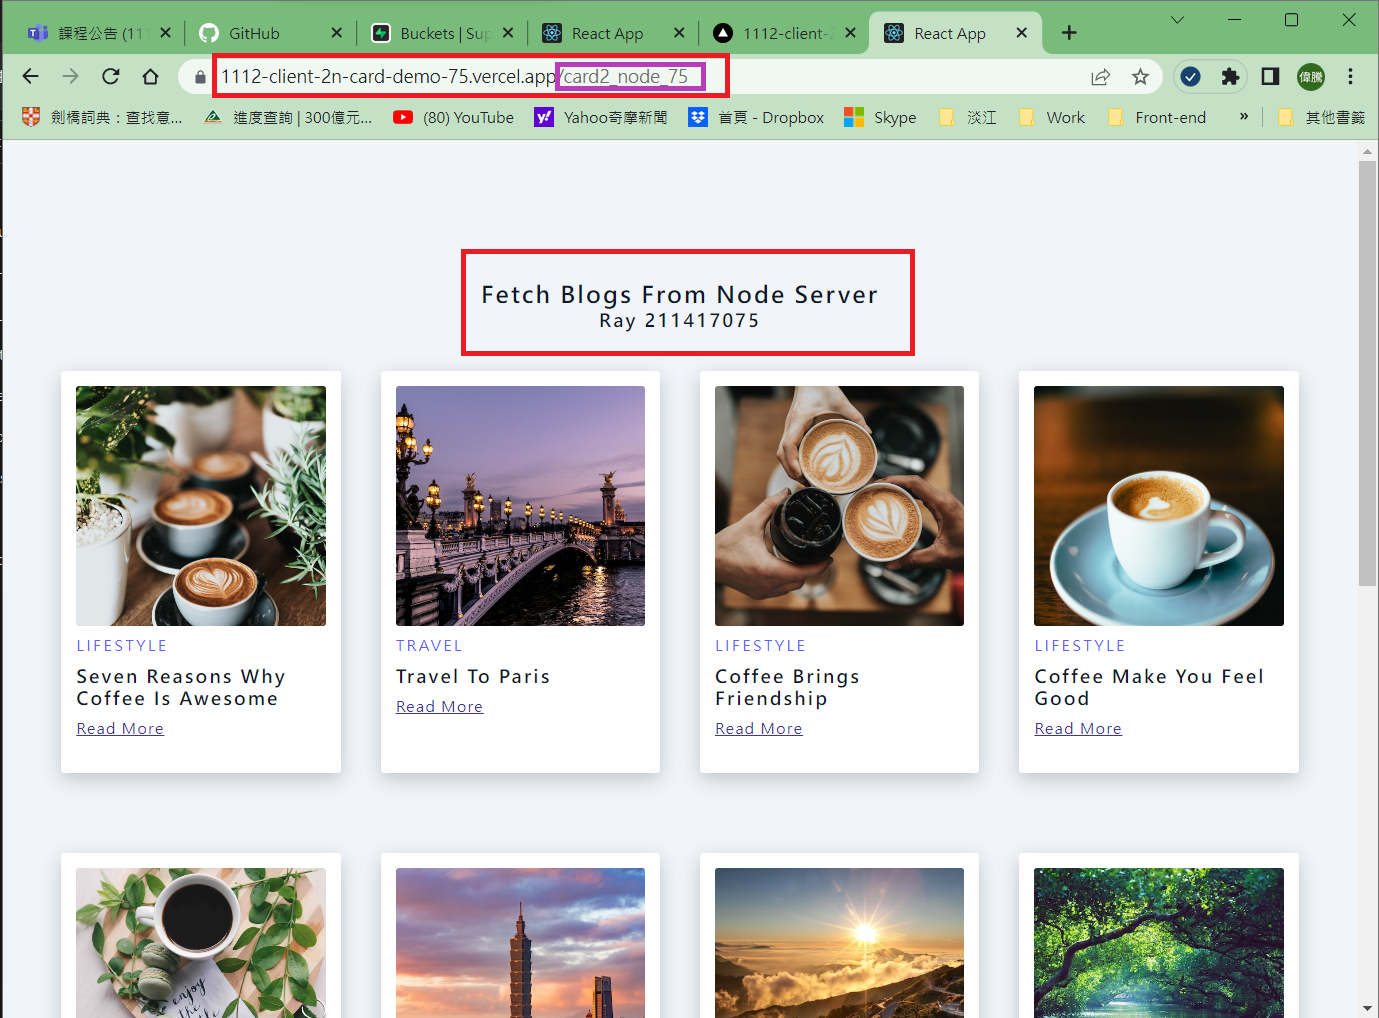 課程公告 (111
GitHub
Buckets | Sup
React App
1112-client-2
React App
1112-client-2n-card-demo-75.vercel.app/card2_node_75
偉騰
劍橋詞典：查找意...
進度查詢 | 300億元...
(80) YouTube
Yahoo奇摩新聞
首頁 - Dropbox
Skype
淡江
Work
Front-end
»
其他書籤
Fetch Blogs From Node Server
Ray 211417075
LIFESTYLE
Seven Reasons Why
Coffee Is Awesome
Read More
TRAVEL
Travel To Paris
Read More
LIFESTYLE
Coffee Brings
Friendship
Read More
LIFESTYLE
Coffee Make You Feel
Good
Read More
enjoy
the